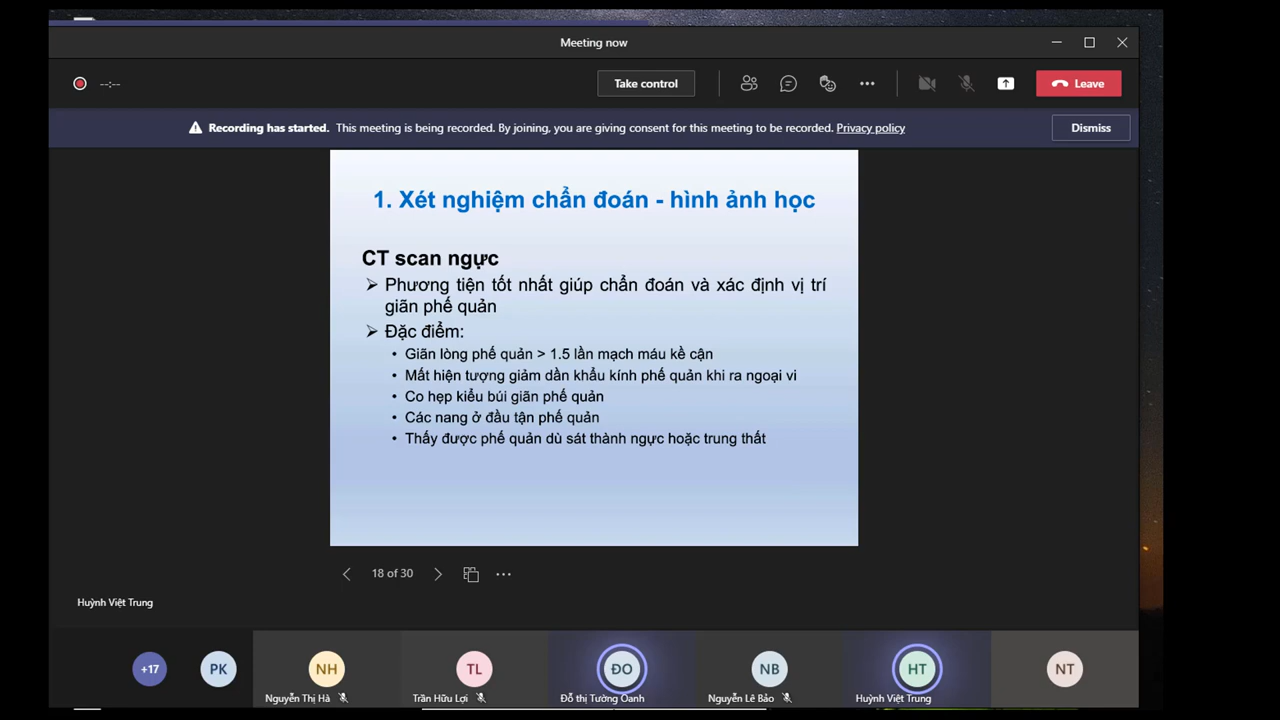 Meeting now
--:--
Take control
Leave
Recording has started. This meeting is being recorded. By joining, you are giving consent for this meeting to be recorded. Privacy policy
Dismiss
1. Xét nghiệm chẩn đoán - hình ảnh học
CT scan ngực
➢ Phương tiện tốt nhất giúp chẩn đoán và xác định vị trí
giãn phế quản
➢ Đặc điểm:
• Giãn lòng phế quản > 1.5 lần mạch máu kề cận
• Mất hiện tượng giảm dần khẩu kính phế quản khi ra ngoại vi
• Co hẹp kiểu búi giãn phế quản
• Các nang ở đầu tận phế quản
• Thấy được phế quản dù sát thành ngực hoặc trung thất
18 of 30
Huỳnh Việt Trung
+17
PK
NH
TL
ĐO
NB
HT
NT
Nguyễn Thị Hà
Trần Hữu Lợi
Đỗ thị Tường Oanh
Nguyễn Lê Bảo
Huỳnh Việt Trung